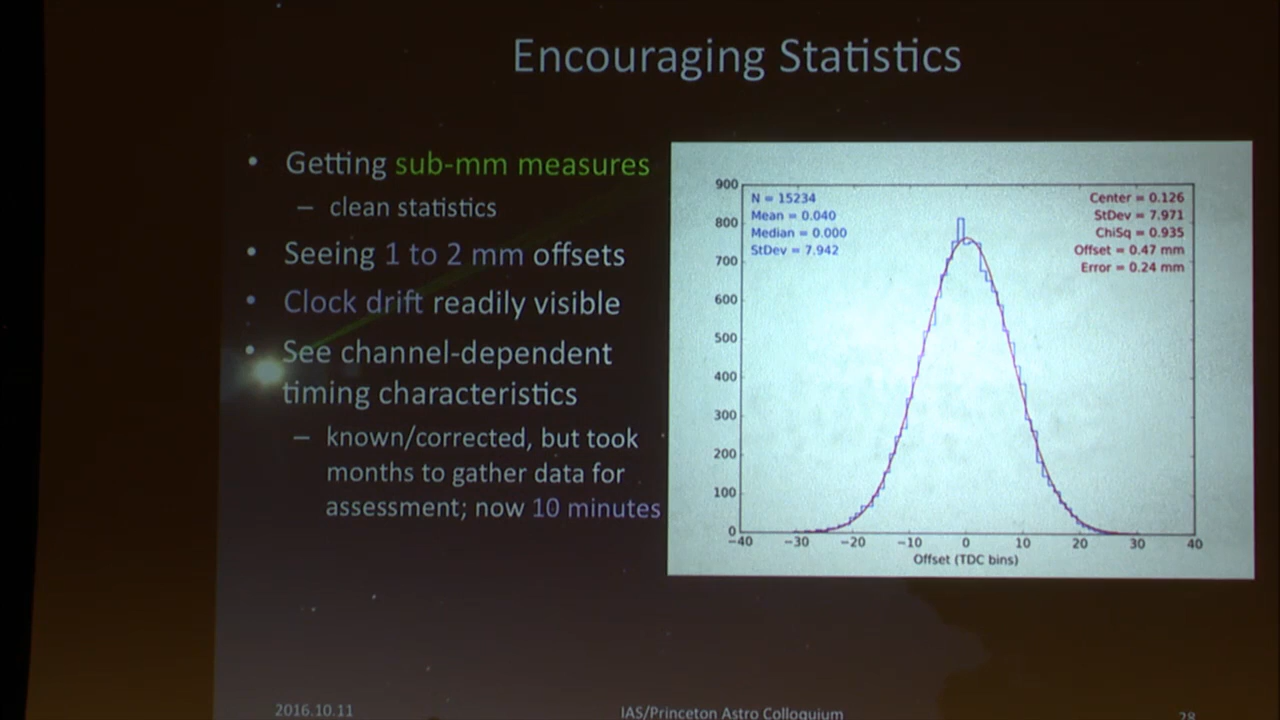 Encouraging Statistics
• Getting sub-mm measures
– clean statistics
• Seeing 1 to 2 mm offsets
• Clock drift readily visible
• See channel-dependent
timing characteristics
– known/corrected, but took
months to gather data for
assessment; now 10 minutes
900
800
700
600
500
400
300
200
100
0
N = 15234
Mean = 0.040
Median = 0.000
StDev = 7.942
Center = 0.126
StDev = 7.971
ChiSq = 0.935
Offset = 0.47 mm
Error = 0.24 mm
−40 −30 −20 −10 0 10 20 30 40
Offset (TDC bins)
2016.10.11 IAS/Princeton Astro Colloquium 28